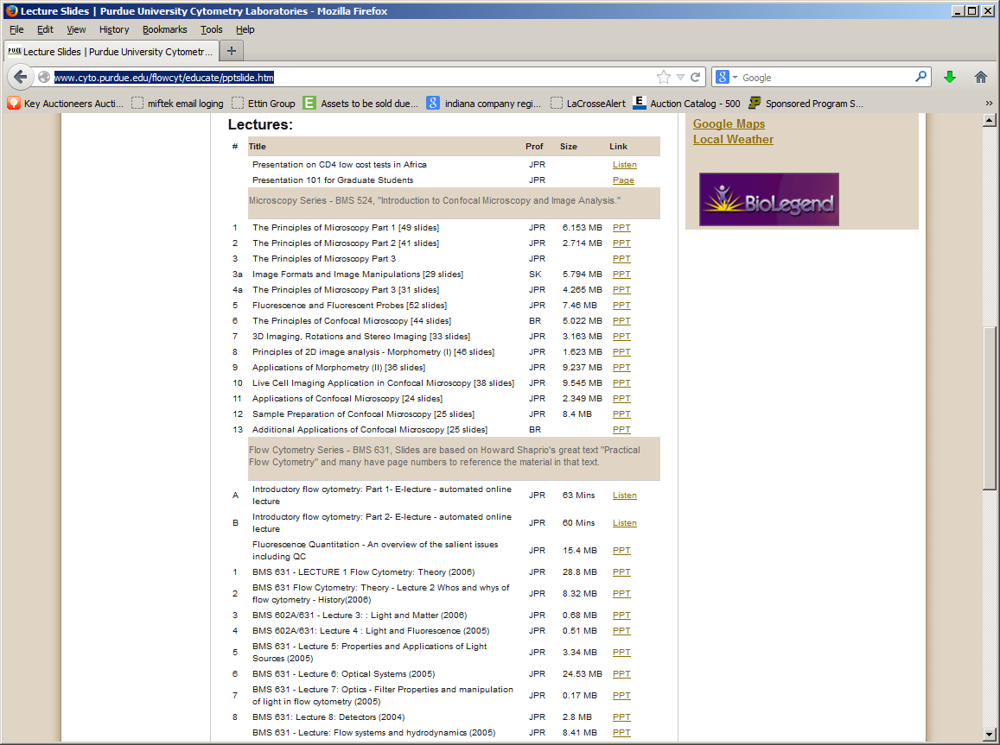 Lecture Slides | Purdue University Cytometry Laboratories - Mozilla Firefox
File Edit View History Bookmarks Tools Help
PUCL Lecture Slides | Purdue University Cytometr... +
www.cyto.purdue.edu/flowcyt/educate/pptslide.htm 8 Google
Key Auctioneers Aucti... miftek email logging Ettin Group E Assets to be sold due... 8 indiana company regi... LaCrosseAlert E Auction Catalog - 500 P Sponsored Program S... »
Lectures:
Google Maps
Local Weather
BioLegend
# Title Prof Size Link
Presentation on CD4 low cost tests in Africa JPR Listen
Presentation 101 for Graduate Students JPR Page
Microscopy Series - BMS 524, "Introduction to Confocal Microscopy and Image Analysis."
1 The Principles of Microscopy Part 1 [49 slides] JPR 6.153 MB PPT
2 The Principles of Microscopy Part 2 [41 slides] JPR 2.714 MB PPT
3 The Principles of Microscopy Part 3 JPR PPT
3a Image Formats and Image Manipulations [29 slides] SK 5.794 MB PPT
4a The Principles of Microscopy Part 3 [31 slides] JPR 4.265 MB PPT
5 Fluorescence and Fluorescent Probes [52 slides] JPR 7.46 MB PPT
6 The Principles of Confocal Microscopy [44 slides] BR 5.022 MB PPT
7 3D Imaging, Rotations and Stereo Imaging [33 slides] JPR 3.163 MB PPT
8 Principles of 2D image analysis - Morphometry (I) [46 slides] JPR 1.623 MB PPT
9 Applications of Morphometry (II) [36 slides] JPR 9.237 MB PPT
10 Live Cell Imaging Application in Confocal Microscopy [38 slides] JPR 9.545 MB PPT
11 Applications of Confocal Microscopy [24 slides] JPR 2.349 MB PPT
12 Sample Preparation of Confocal Microscopy [25 slides] JPR 8.4 MB PPT
13 Additional Applications of Confocal Microscopy [25 slides] BR PPT
Flow Cytometry Series - BMS 631, Slides are based on Howard Shaprio's great text "Practical
Flow Cytometry" and many have page numbers to reference the material in that text.
A Introductory flow cytometry: Part 1- E-lecture - automated online
lecture JPR 63 Mins Listen
B Introductory flow cytometry: Part 2- E-lecture - automated online
lecture JPR 60 Mins Listen
Fluorescence Quantitation - An overview of the salient issues
including QC JPR 15.4 MB PPT
1 BMS 631 - LECTURE 1 Flow Cytometry: Theory (2006) JPR 28.8 MB PPT
2 BMS 631 Flow Cytometry: Theory - Lecture 2 Whos and whys of
flow cytometry - History(2006) JPR 8.32 MB PPT
3 BMS 602A/631 - Lecture 3: : Light and Matter (2006) JPR 0.68 MB PPT
4 BMS 602A/631: Lecture 4 : Light and Fluorescence (2005) JPR 0.51 MB PPT
5 BMS 631 - Lecture 5: Properties and Applications of Light
Sources (2005) JPR 3.34 MB PPT
6 BMS 631 - Lecture 6: Optical Systems (2005) JPR 24.53 MB PPT
7 BMS 631 - Lecture 7: Optics - Filter Properties and manipulation
of light in flow cytometry (2005) JPR 0.17 MB PPT
8 BMS 631: Lecture 8: Detectors (2004) JPR 2.8 MB PPT
BMS 631 - Lecture: Flow systems and hydrodynamics (2005) JPR 8.41 MB PPT